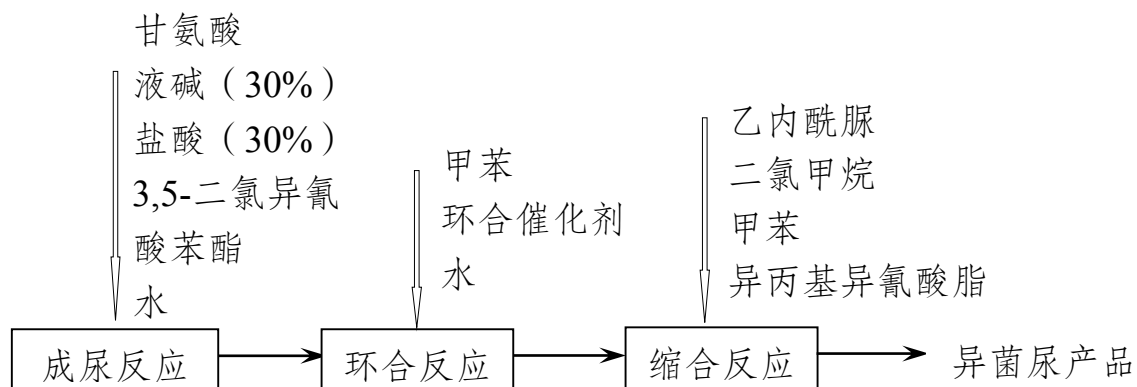 甘氨酸
液碱（30%）
盐酸（30%）
3,5-二氯异氰
酸苯酯
水
甲苯
环合催化剂
水
乙内酰脲
二氯甲烷
甲苯
异丙基异氰酸脂
成尿反应
环合反应
缩合反应
异菌尿产品